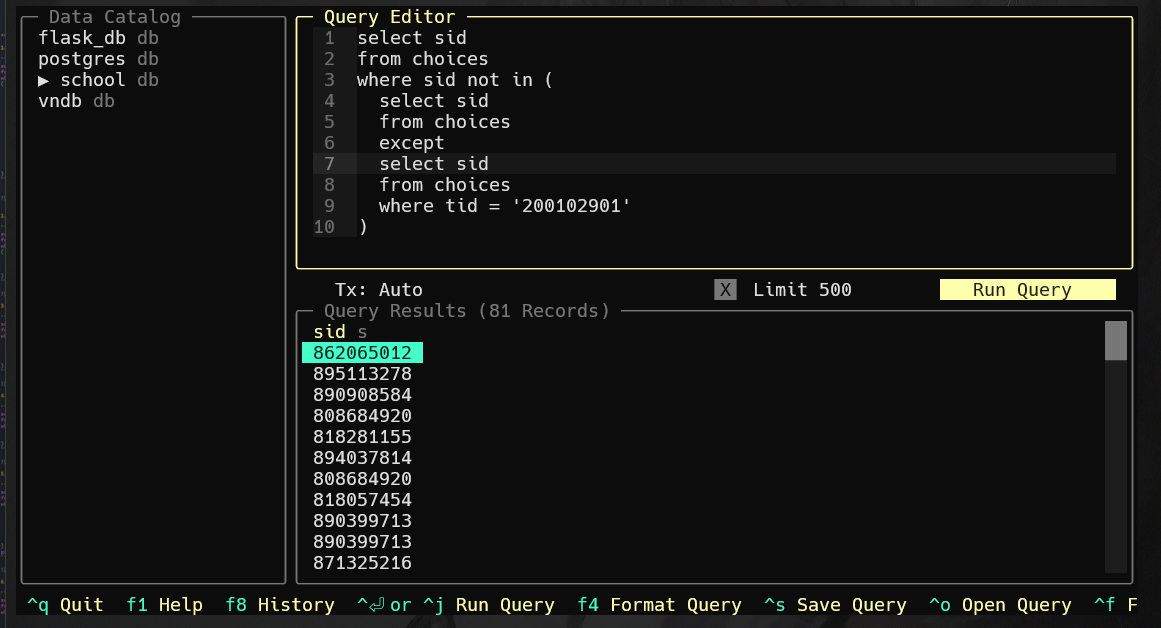 Data Catalog
flask_db db
postgres db
▶ school db
vndb db
Query Editor
1 select sid
2 from choices
3 where sid not in (
4   select sid
5   from choices
6   except
7   select sid
8   from choices
9   where tid = '200102901'
10 )
Tx: Auto X Limit 500 Run Query
Query Results (81 Records)
sid s
862065012
895113278
890908584
808684920
818281155
894037814
808684920
818057454
890399713
890399713
871325216
^q Quit f1 Help f8 History ^⏎ or ^j Run Query f4 Format Query ^s Save Query ^o Open Query ^f F